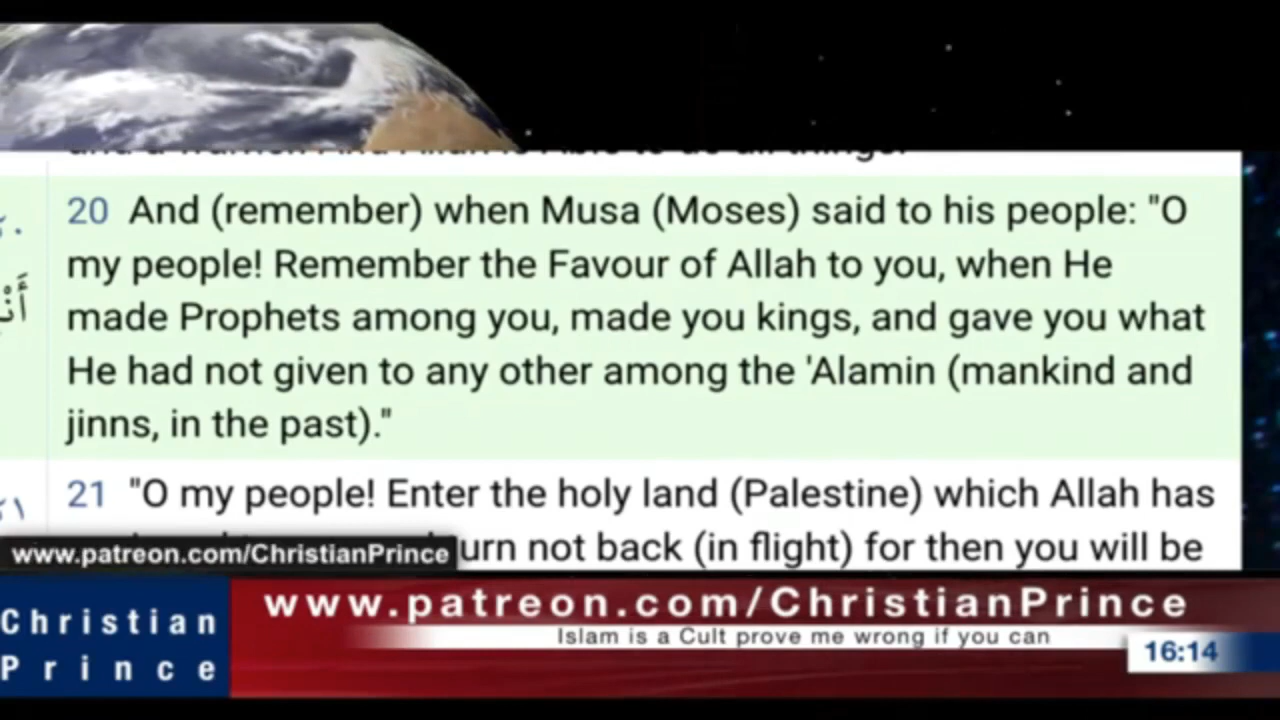 20 And (remember) when Musa (Moses) said to his people: "O
my people! Remember the Favour of Allah to you, when He
made Prophets among you, made you kings, and gave you what
He had not given to any other among the 'Alamin (mankind and
jinns, in the past)."
21 "O my people! Enter the holy land (Palestine) which Allah has
not back (in flight) for then you will be
www.patreon.com/ChristianPrince
www.patreon.com/ChristianPrince
Islam is a Cult prove me wrong if you can
Christian
Prince
16:14